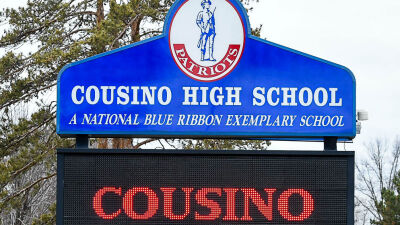 PATRIOTS
COUSINO HIGH SCHOOL
A NATIONAL BLUE RIBBON EXEMPLARY SCHOOL
COUSINO